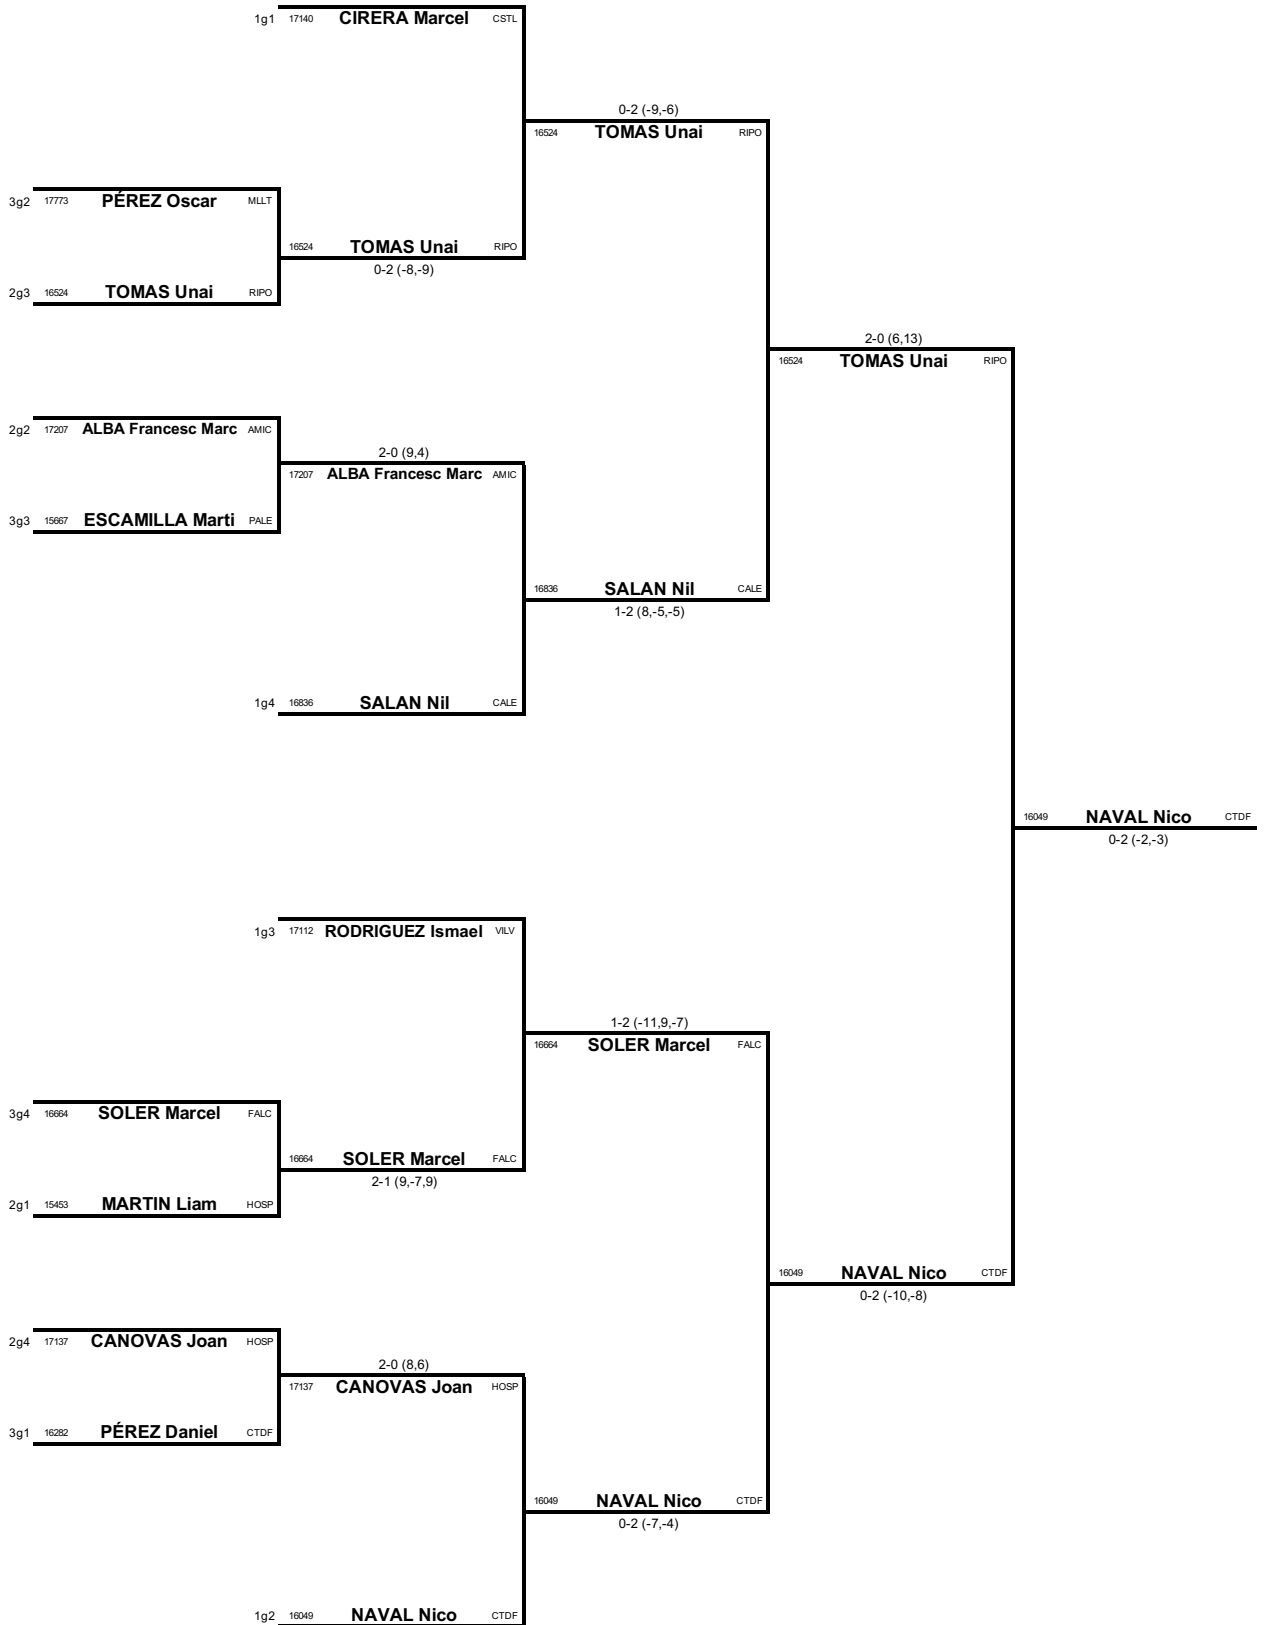 1g1 17140 CIRERA Marcel CSTL
0-2 (-9,-6)
16524 TOMAS Unai RIPO
3g2 17773 PÉREZ Oscar MLLT
16524 TOMAS Unai RIPO
0-2 (-8,-9)
2g3 16524 TOMAS Unai RIPO
2-0 (6,13)
16524 TOMAS Unai RIPO
2g2 17207 ALBA Francesc Marc AMIC
2-0 (9,4)
17207 ALBA Francesc Marc AMIC
3g3 15667 ESCAMILLA Marti PALE
16836 SALAN Nil CALE
1-2 (8,-5,-5)
1g4 16836 SALAN Nil CALE
16049 NAVAL Nico CTDF
0-2 (-2,-3)
1g3 17112 RODRIGUEZ Ismael VILV
1-2 (-11,9,-7)
16664 SOLER Marcel FALC
3g4 16664 SOLER Marcel FALC
16664 SOLER Marcel FALC
2-1 (9,-7,9)
2g1 15453 MARTIN Liam HOSP
16049 NAVAL Nico CTDF
0-2 (-10,-8)
2g4 17137 CANOVAS Joan HOSP
2-0 (8,6)
17137 CANOVAS Joan HOSP
3g1 16282 PÉREZ Daniel CTDF
16049 NAVAL Nico CTDF
0-2 (-7,-4)
1g2 16049 NAVAL Nico CTDF